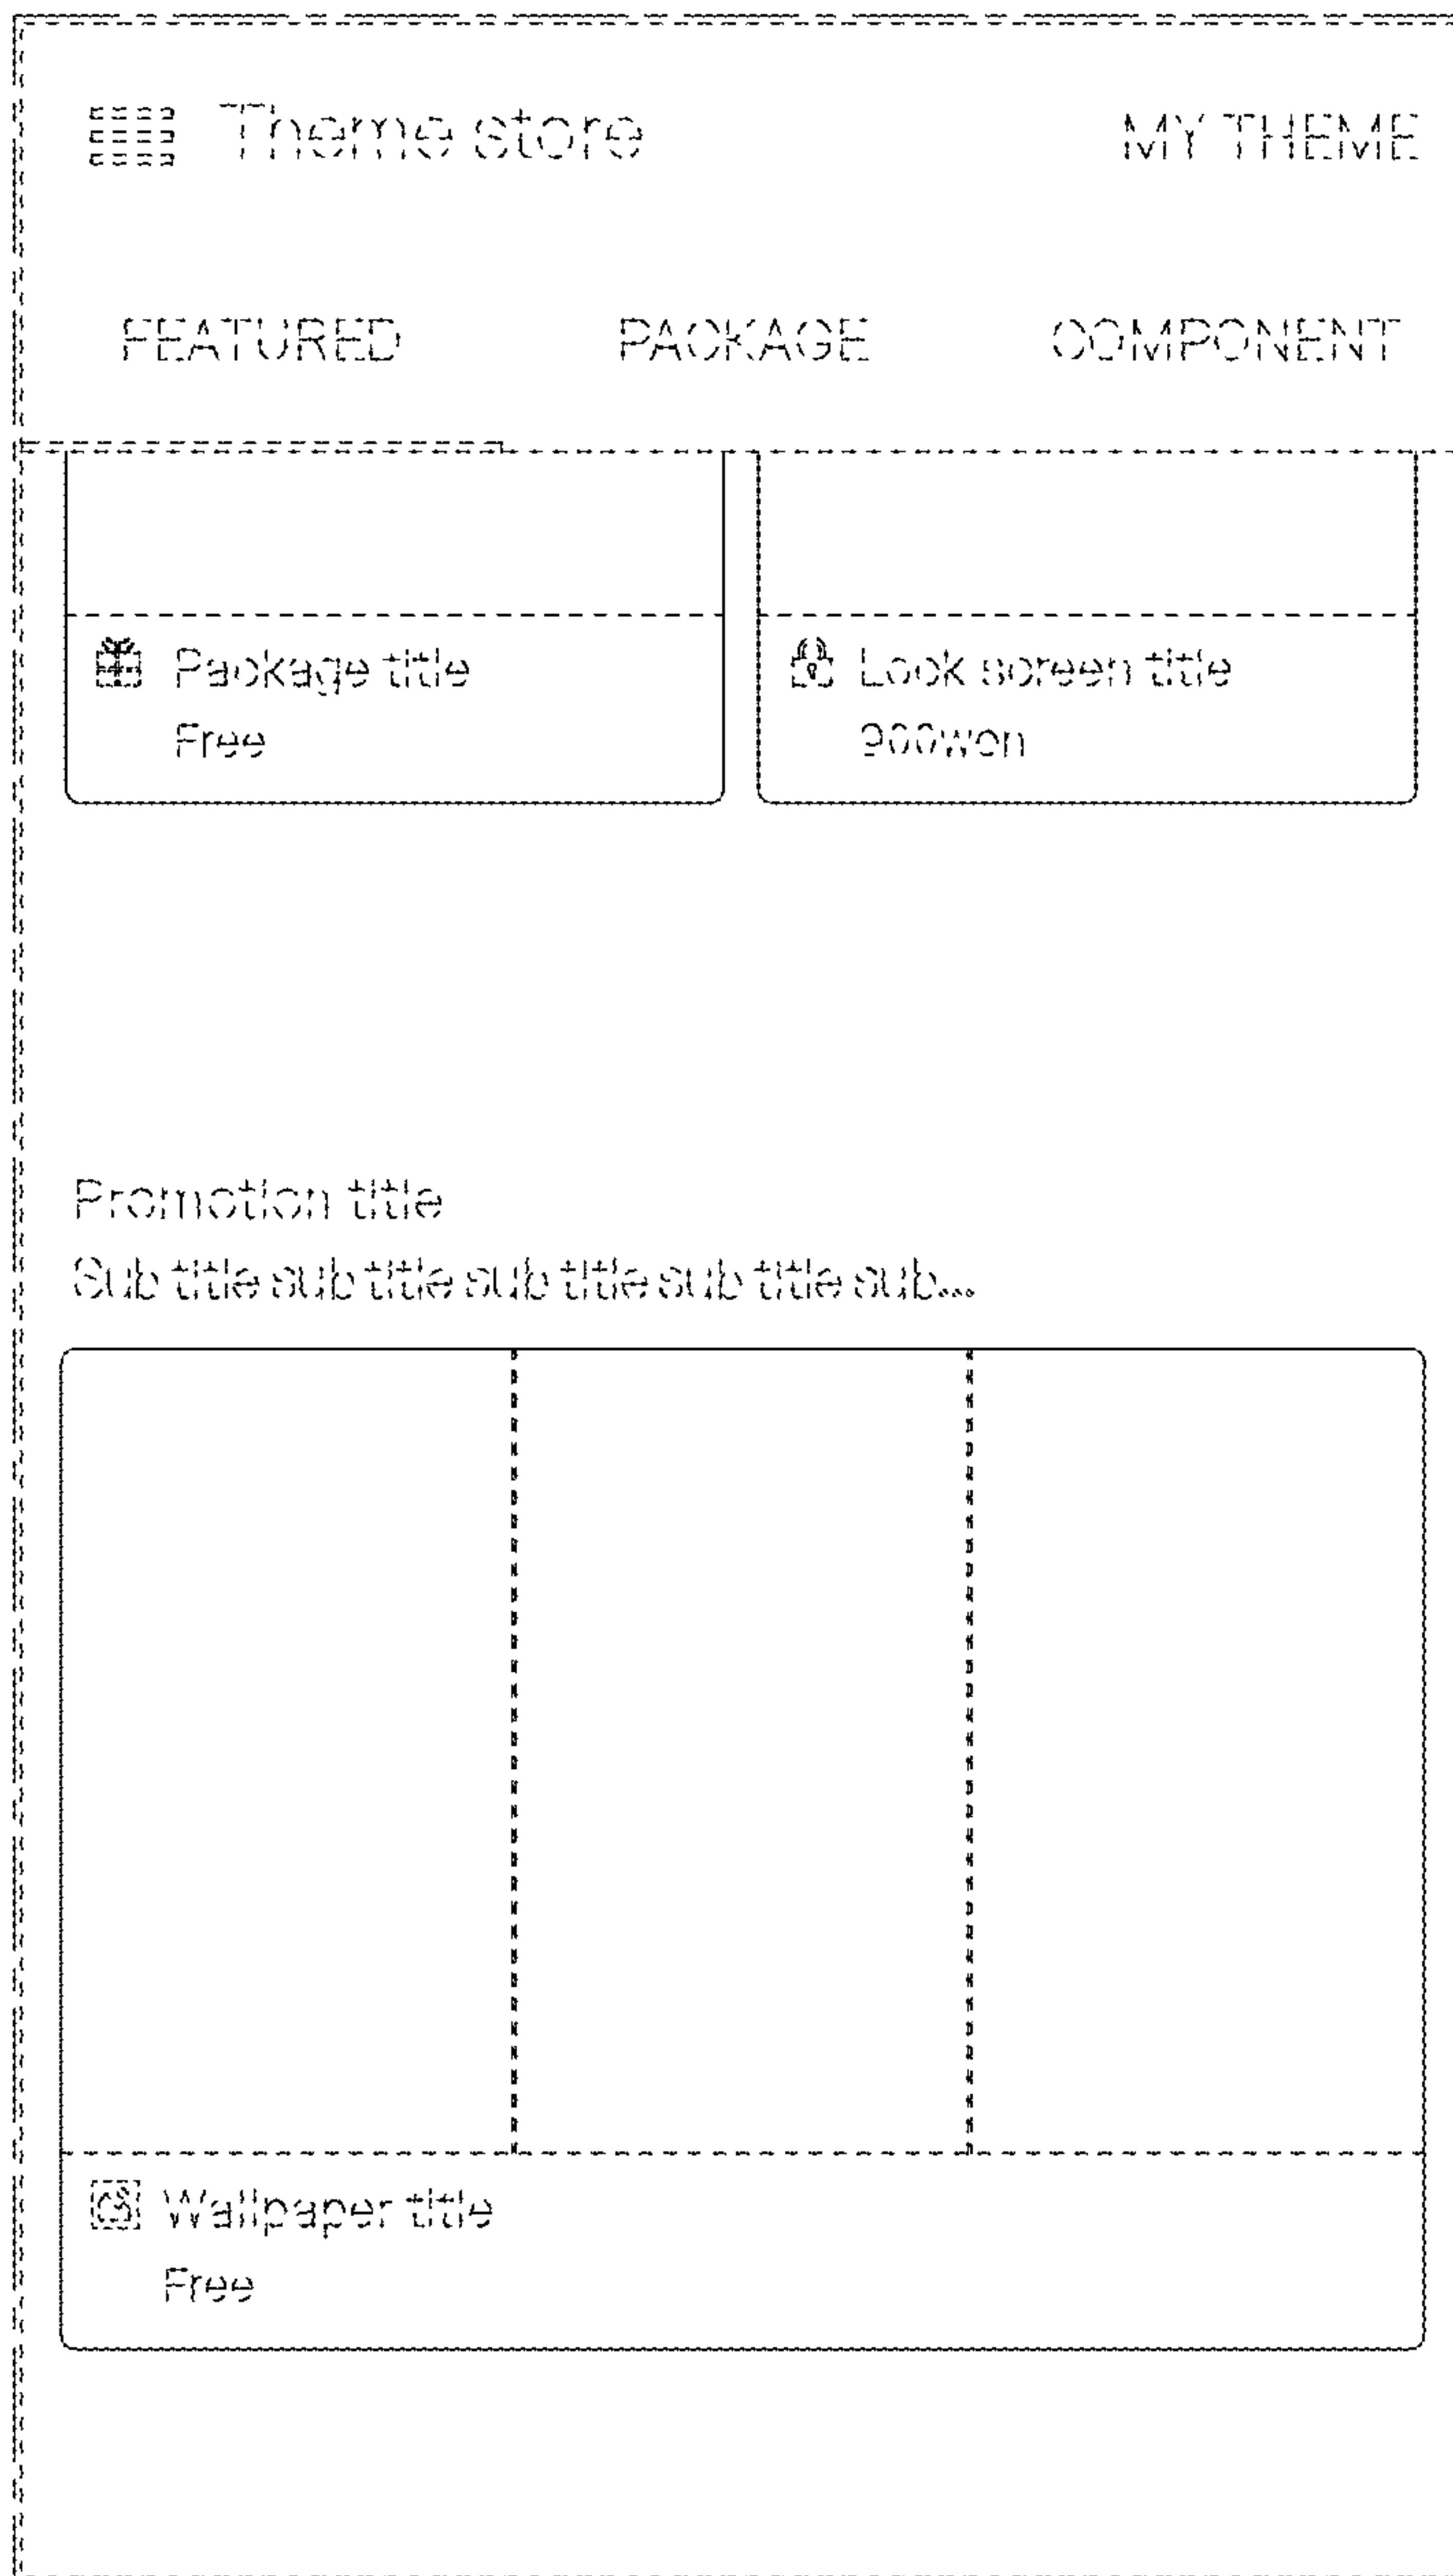 Theme store
MY THEME
FEATURED
PACKAGE
COMPONENT
Package title
Free
Lock screen title
900won
Promotion title
Sub title sub title sub title sub title sub...
Wallpaper title
Free